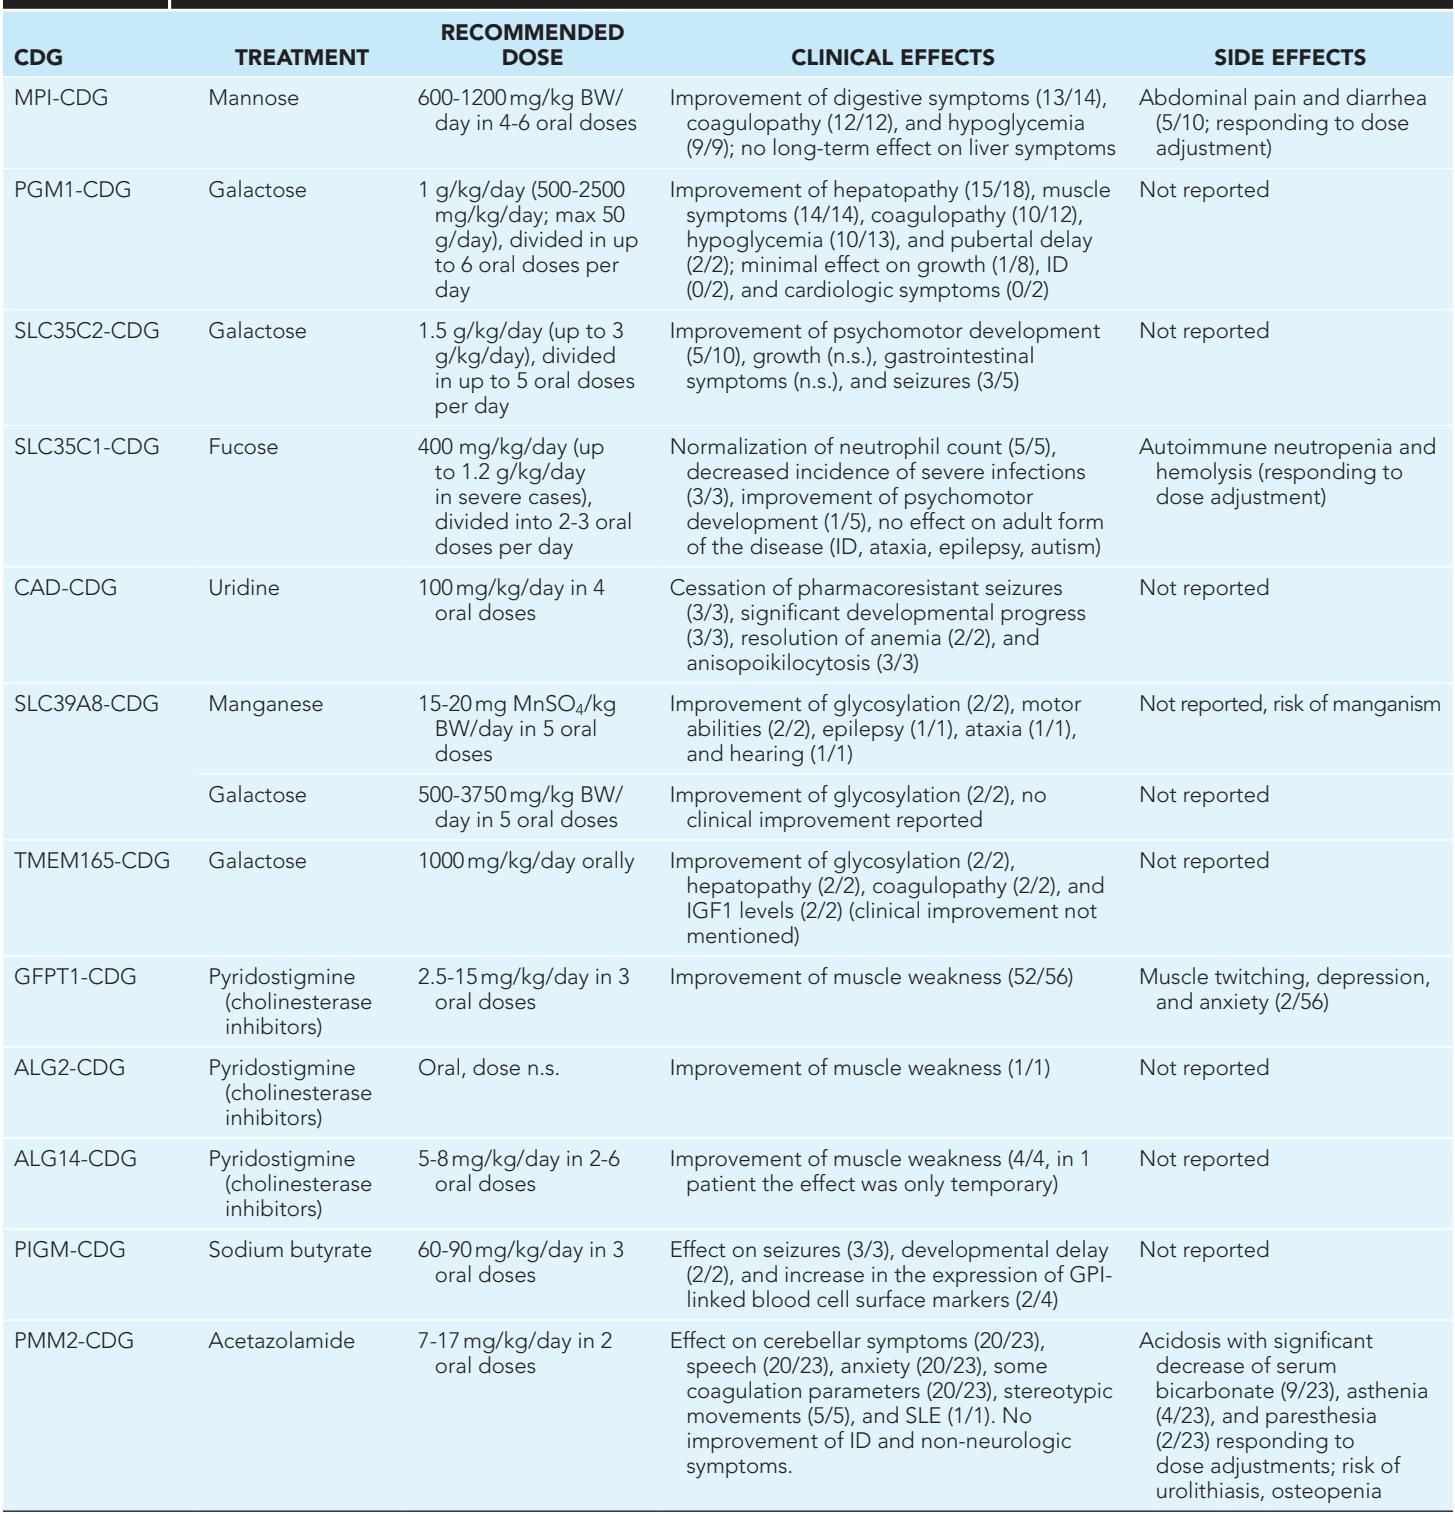 CDG
TREATMENT
RECOMMENDED
DOSE
CLINICAL EFFECTS
SIDE EFFECTS
MPI-CDG
Mannose
600-1200 mg/kg BW/
day in 4-6 oral doses
Improvement of digestive symptoms (13/14),
coagulopathy (12/12), and hypoglycemia
(9/9); no long-term effect on liver symptoms
Abdominal pain and diarrhea
(5/10; responding to dose
adjustment)
PGM1-CDG
Galactose
1 g/kg/day (500-2500
mg/kg/day; max 50
g/day), divided in up
to 6 oral doses per
day
Improvement of hepatopathy (15/18), muscle
symptoms (14/14), coagulopathy (10/12),
hypoglycemia (10/13), and pubertal delay
(2/2); minimal effect on growth (1/8), ID
(0/2), and cardiologic symptoms (0/2)
Not reported
SLC35C2-CDG
Galactose
1.5 g/kg/day (up to 3
g/kg/day), divided
in up to 5 oral doses
per day
Improvement of psychomotor development
(5/10), growth (n.s.), gastrointestinal
symptoms (n.s.), and seizures (3/5)
Not reported
SLC35C1-CDG
Fucose
400 mg/kg/day (up
to 1.2 g/kg/day
in severe cases),
divided into 2-3 oral
doses per day
Normalization of neutrophil count (5/5),
decreased incidence of severe infections
(3/3), improvement of psychomotor
development (1/5), no effect on adult form
of the disease (ID, ataxia, epilepsy, autism)
Autoimmune neutropenia and
hemolysis (responding to
dose adjustment)
CAD-CDG
Uridine
100 mg/kg/day in 4
oral doses
Cessation of pharmacoresistant seizures
(3/3), significant developmental progress
(3/3), resolution of anemia (2/2), and
anisopoikilocytosis (3/3)
Not reported
SLC39A8-CDG
Manganese
15-20 mg MnSO₄/kg
BW/day in 5 oral
doses
Improvement of glycosylation (2/2), motor
abilities (2/2), epilepsy (1/1), ataxia (1/1),
and hearing (1/1)
Not reported, risk of manganism
Galactose
500-3750 mg/kg BW/
day in 5 oral doses
Improvement of glycosylation (2/2), no
clinical improvement reported
Not reported
TMEM165-CDG
Galactose
1000 mg/kg/day orally
Improvement of glycosylation (2/2),
hepatopathy (2/2), coagulopathy (2/2), and
IGF1 levels (2/2) (clinical improvement not
mentioned)
Not reported
GFPT1-CDG
Pyridostigmine
(cholinesterase
inhibitors)
2.5-15 mg/kg/day in 3
oral doses
Improvement of muscle weakness (52/56)
Muscle twitching, depression,
and anxiety (2/56)
ALG2-CDG
Pyridostigmine
(cholinesterase
inhibitors)
Oral, dose n.s.
Improvement of muscle weakness (1/1)
Not reported
ALG14-CDG
Pyridostigmine
(cholinesterase
inhibitors)
5-8 mg/kg/day in 2-6
oral doses
Improvement of muscle weakness (4/4, in 1
patient the effect was only temporary)
Not reported
PIGM-CDG
Sodium butyrate
60-90 mg/kg/day in 3
oral doses
Effect on seizures (3/3), developmental delay
(2/2), and increase in the expression of GPI-
linked blood cell surface markers (2/4)
Not reported
PMM2-CDG
Acetazolamide
7-17 mg/kg/day in 2
oral doses
Effect on cerebellar symptoms (20/23),
speech (20/23), anxiety (20/23), some
coagulation parameters (20/23), stereotypic
movements (5/5), and SLE (1/1). No
improvement of ID and non-neurologic
symptoms.
Acidosis with significant
decrease of serum
bicarbonate (9/23), asthenia
(4/23), and paresthesia
(2/23) responding to
dose adjustments; risk of
urolithiasis, osteopenia